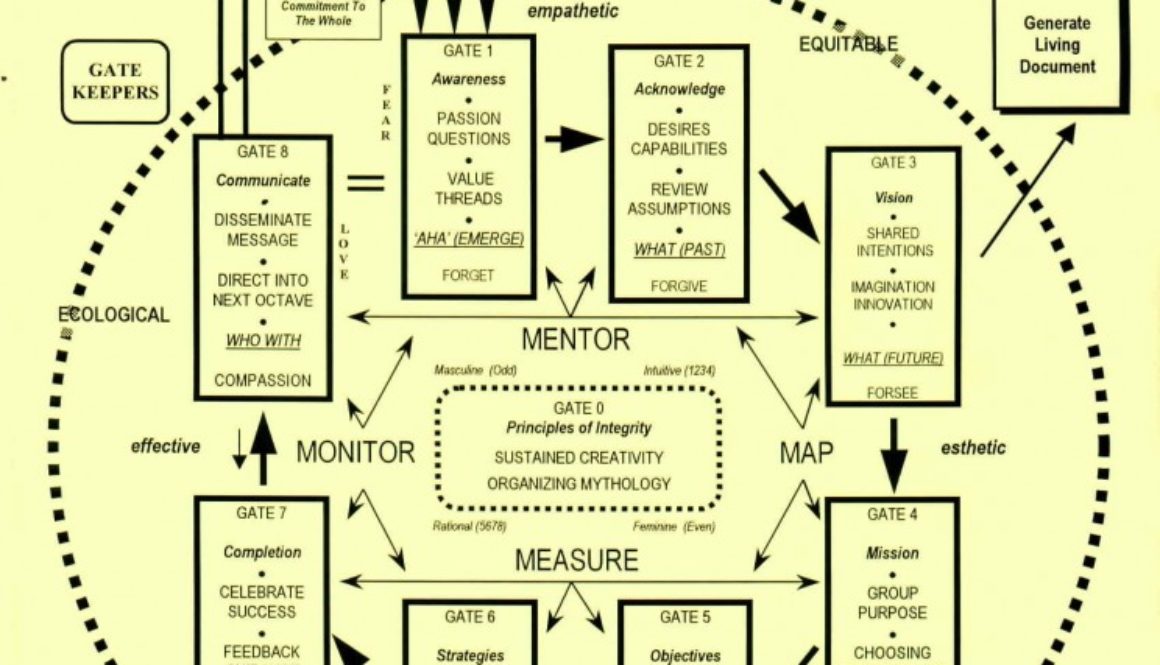 Commitment To
The Whole
empathetic
EQUITABLE
Generate
Living
Document
GATE
KEEPERS
FEAR
GATE 1
Awareness
•
PASSION
QUESTIONS
•
VALUE
THREADS
•
‘AHA’ (EMERGE)
FORGET
GATE 2
Acknowledge
•
DESIRES
CAPABILITIES
•
REVIEW
ASSUMPTIONS
•
WHAT (PAST)
FORGIVE
GATE 3
Vision
•
SHARED
INTENTIONS
•
IMAGINATION
INNOVATION
•
WHAT (FUTURE)
FORSEE
GATE 8
Communicate
•
DISSEMINATE
MESSAGE
•
DIRECT INTO
NEXT OCTAVE
•
WHO WITH
COMPASSION
=
LOVE
ECOLOGICAL
MENTOR
Masculine (Odd)
Intuitive (1234)
GATE 0
Principles of Integrity
SUSTAINED CREATIVITY
ORGANIZING MYTHOLOGY
Rational (5678)
Feminine (Even)
effective
MONITOR
MAP
esthetic
MEASURE
GATE 7
Completion
•
CELEBRATE
SUCCESS
•
FEEDBACK
GATE 6
Strategies
GATE 5
Objectives
GATE 4
Mission
•
GROUP
PURPOSE
•
CHOOSING